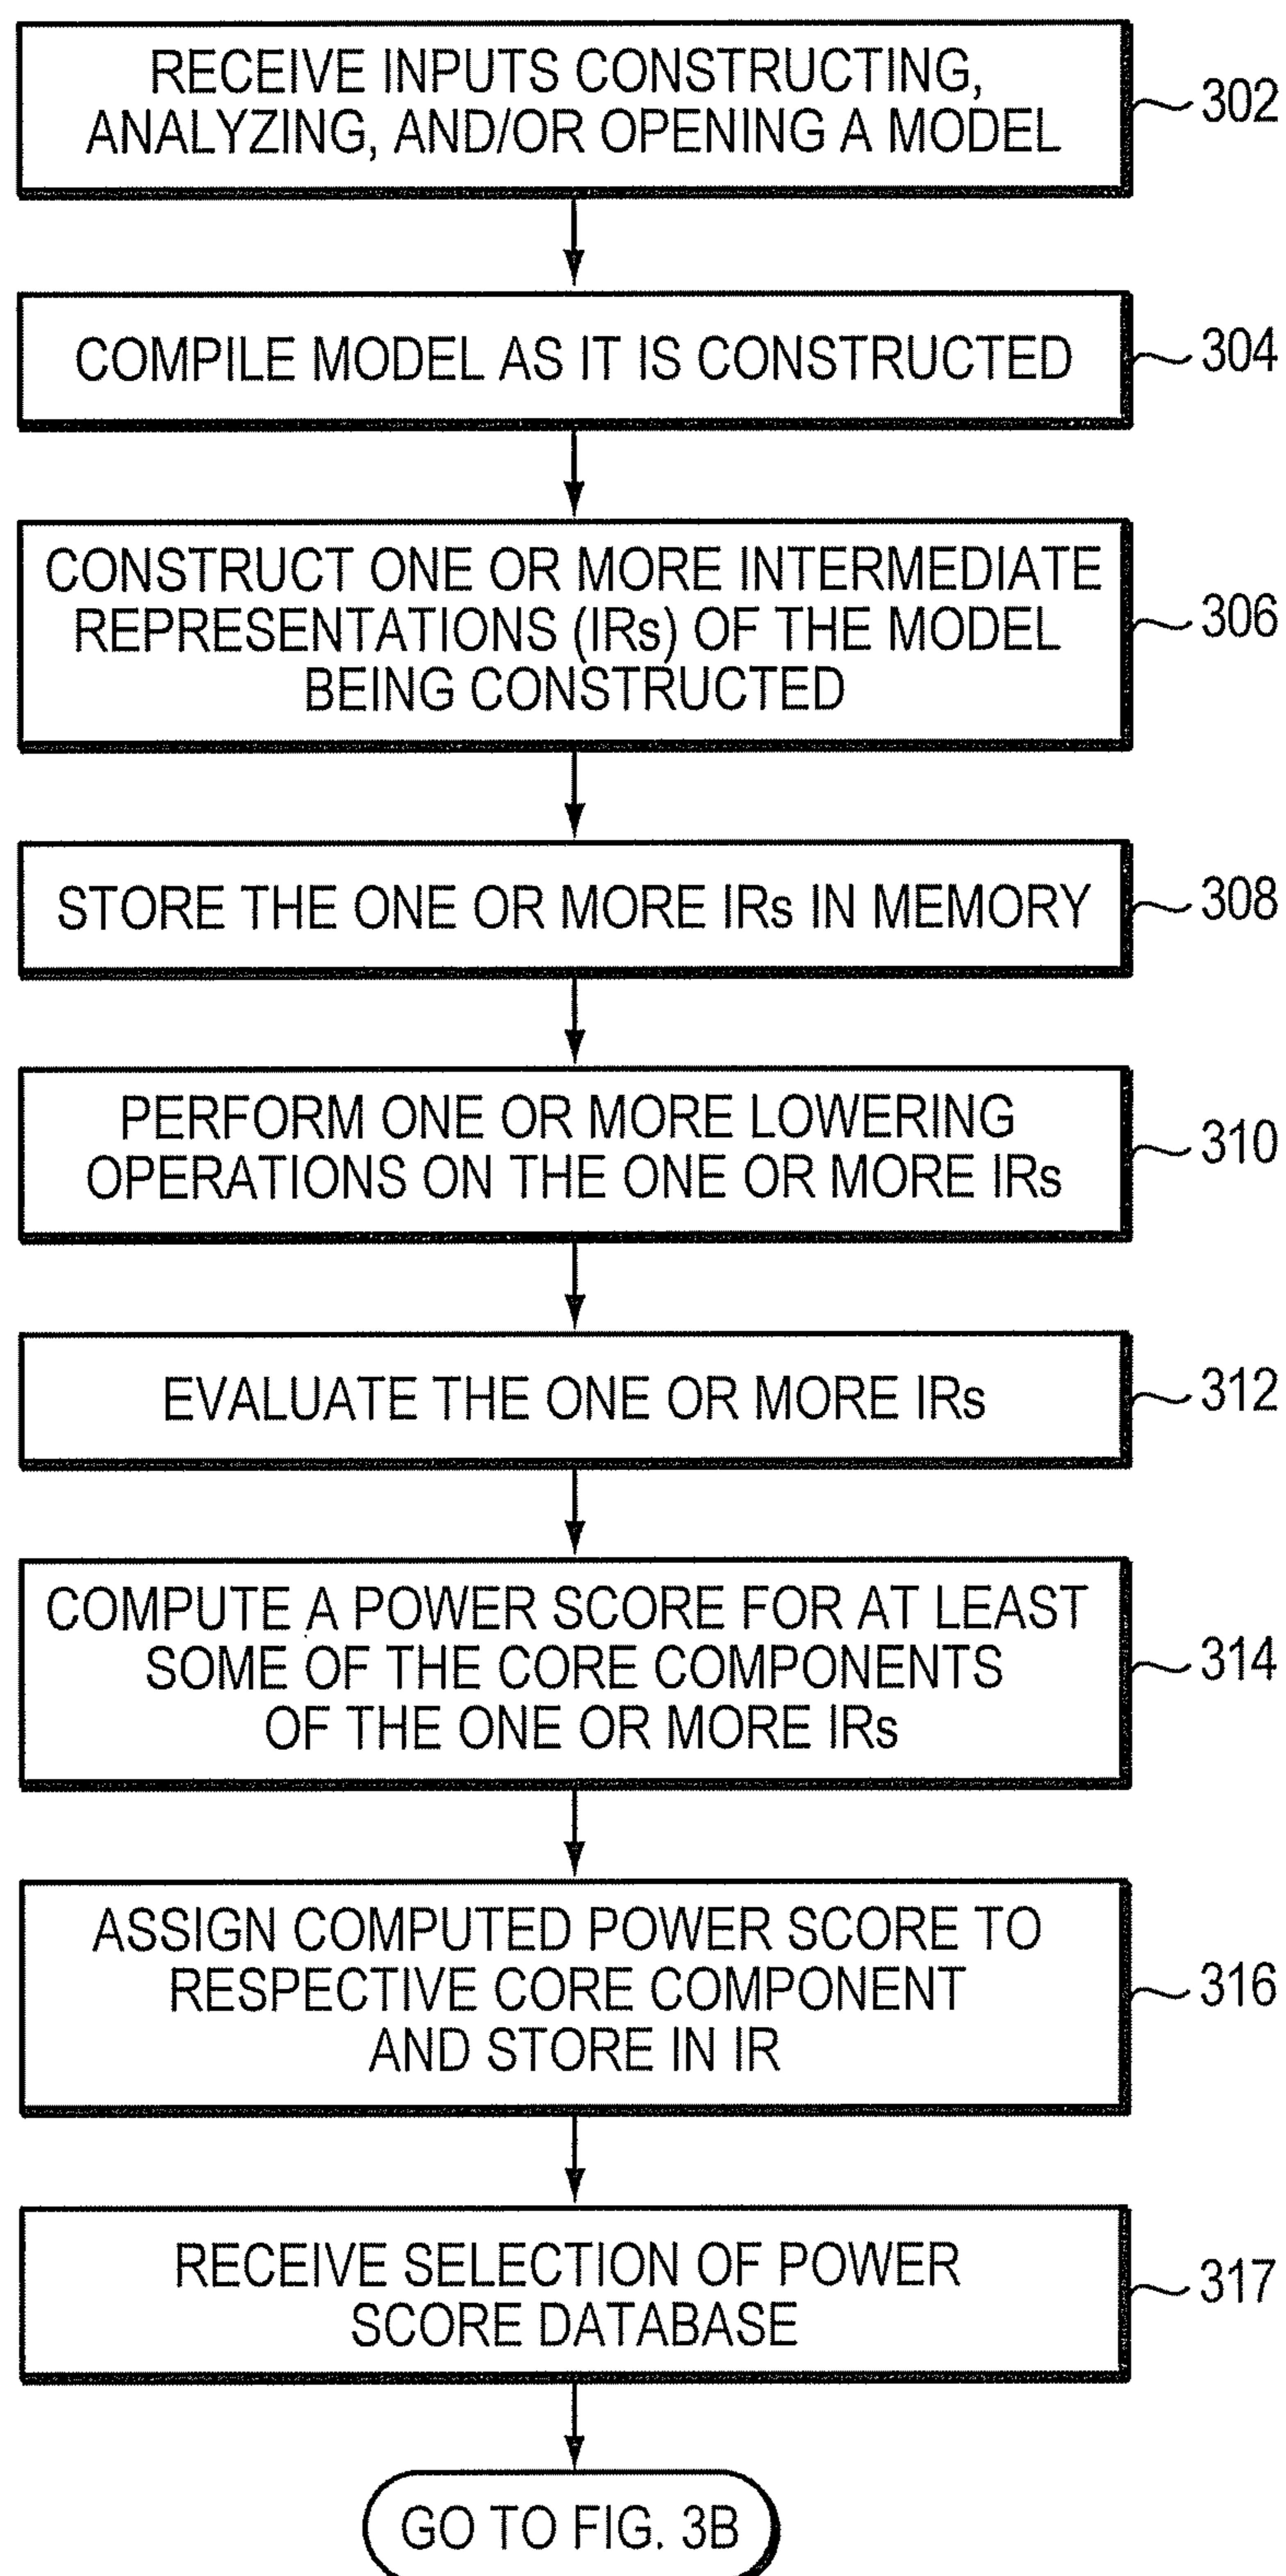 RECEIVE INPUTS CONSTRUCTING,
ANALYZING, AND/OR OPENING A MODEL
302
COMPILE MODEL AS IT IS CONSTRUCTED
304
CONSTRUCT ONE OR MORE INTERMEDIATE
REPRESENTATIONS (IRs) OF THE MODEL
BEING CONSTRUCTED
306
STORE THE ONE OR MORE IRs IN MEMORY
308
PERFORM ONE OR MORE LOWERING
OPERATIONS ON THE ONE OR MORE IRs
310
EVALUATE THE ONE OR MORE IRs
312
COMPUTE A POWER SCORE FOR AT LEAST
SOME OF THE CORE COMPONENTS
OF THE ONE OR MORE IRs
314
ASSIGN COMPUTED POWER SCORE TO
RESPECTIVE CORE COMPONENT
AND STORE IN IR
316
RECEIVE SELECTION OF POWER
SCORE DATABASE
317
GO TO FIG. 3B